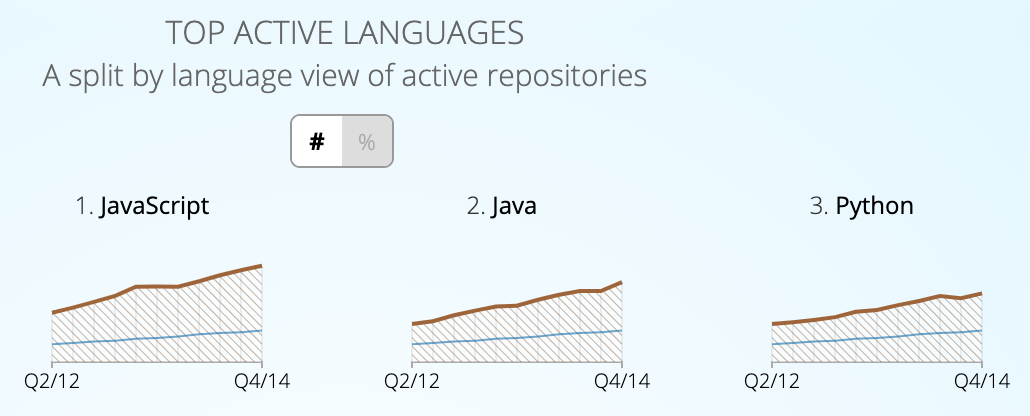 TOP ACTIVE LANGUAGES
A split by language view of active repositories
# %
1. JavaScript
2. Java
3. Python
Q2/12 Q4/14
Q2/12 Q4/14
Q2/12 Q4/14